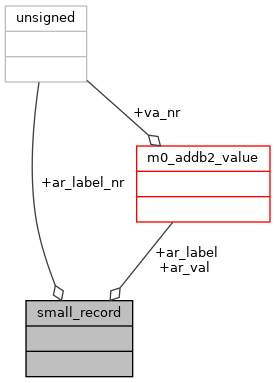 unsigned
+va_nr
m0_addb2_value
+ar_label_nr
+ar_label
+ar_val
small_record